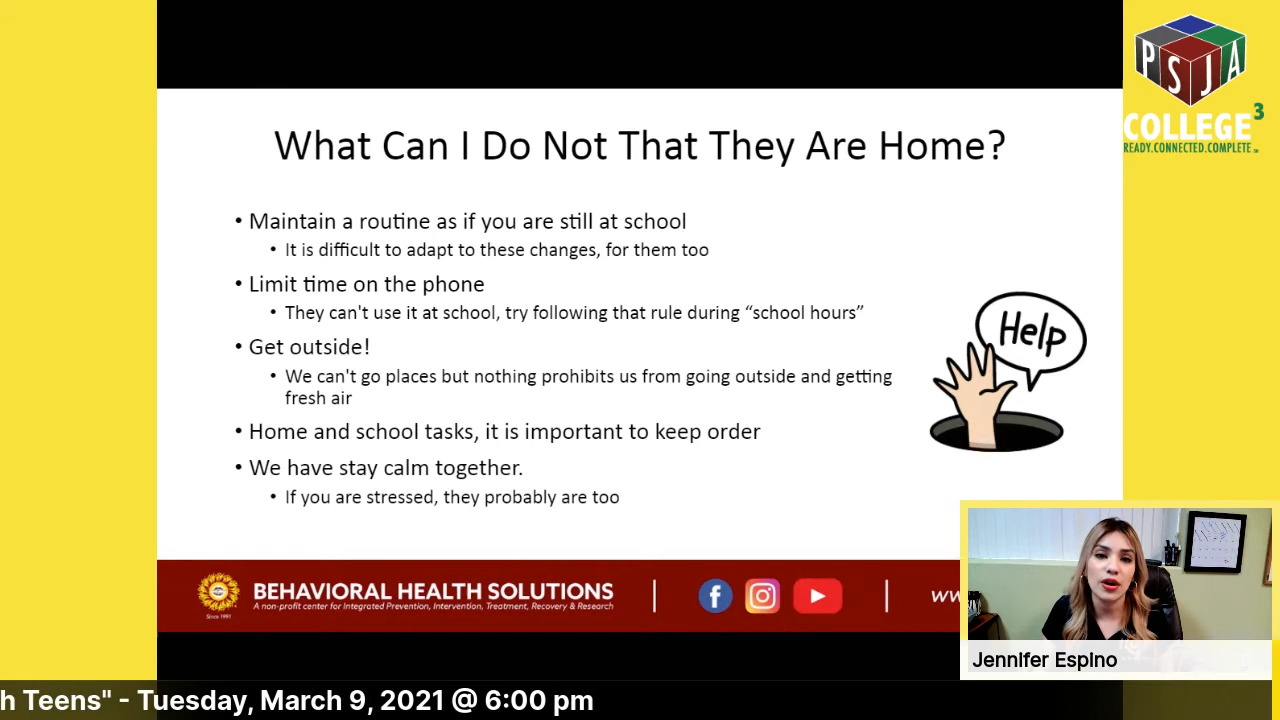 PSJA
COLLEGE 3
READY.CONNECTED.COMPLETE.
What Can I Do Not That They Are Home?
• Maintain a routine as if you are still at school
• It is difficult to adapt to these changes, for them too
• Limit time on the phone
• They can't use it at school, try following that rule during “school hours”
• Get outside!
• We can't go places but nothing prohibits us from going outside and getting
fresh air
• Home and school tasks, it is important to keep order
• We have stay calm together.
• If you are stressed, they probably are too
Help
BEHAVIORAL HEALTH SOLUTIONS
A non-profit center for Integrated Prevention, Intervention, Treatment, Recovery & Research
Since 1991
ww
Jennifer Espino
h Teens" - Tuesday, March 9, 2021 @ 6:00 pm